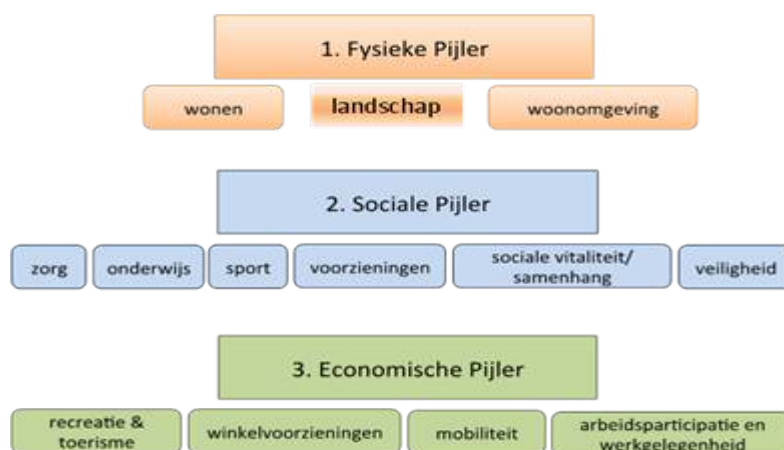 1. Fysieke Pijler
wonen
landschap
woonomgeving
2. Sociale Pijler
zorg
onderwijs
sport
voorzieningen
sociale vitaliteit/
samenhang
veiligheid
3. Economische Pijler
recreatie &
toerisme
winkelvoorzieningen
mobiliteit
arbeidsparticipatie en
werkgelegenheid